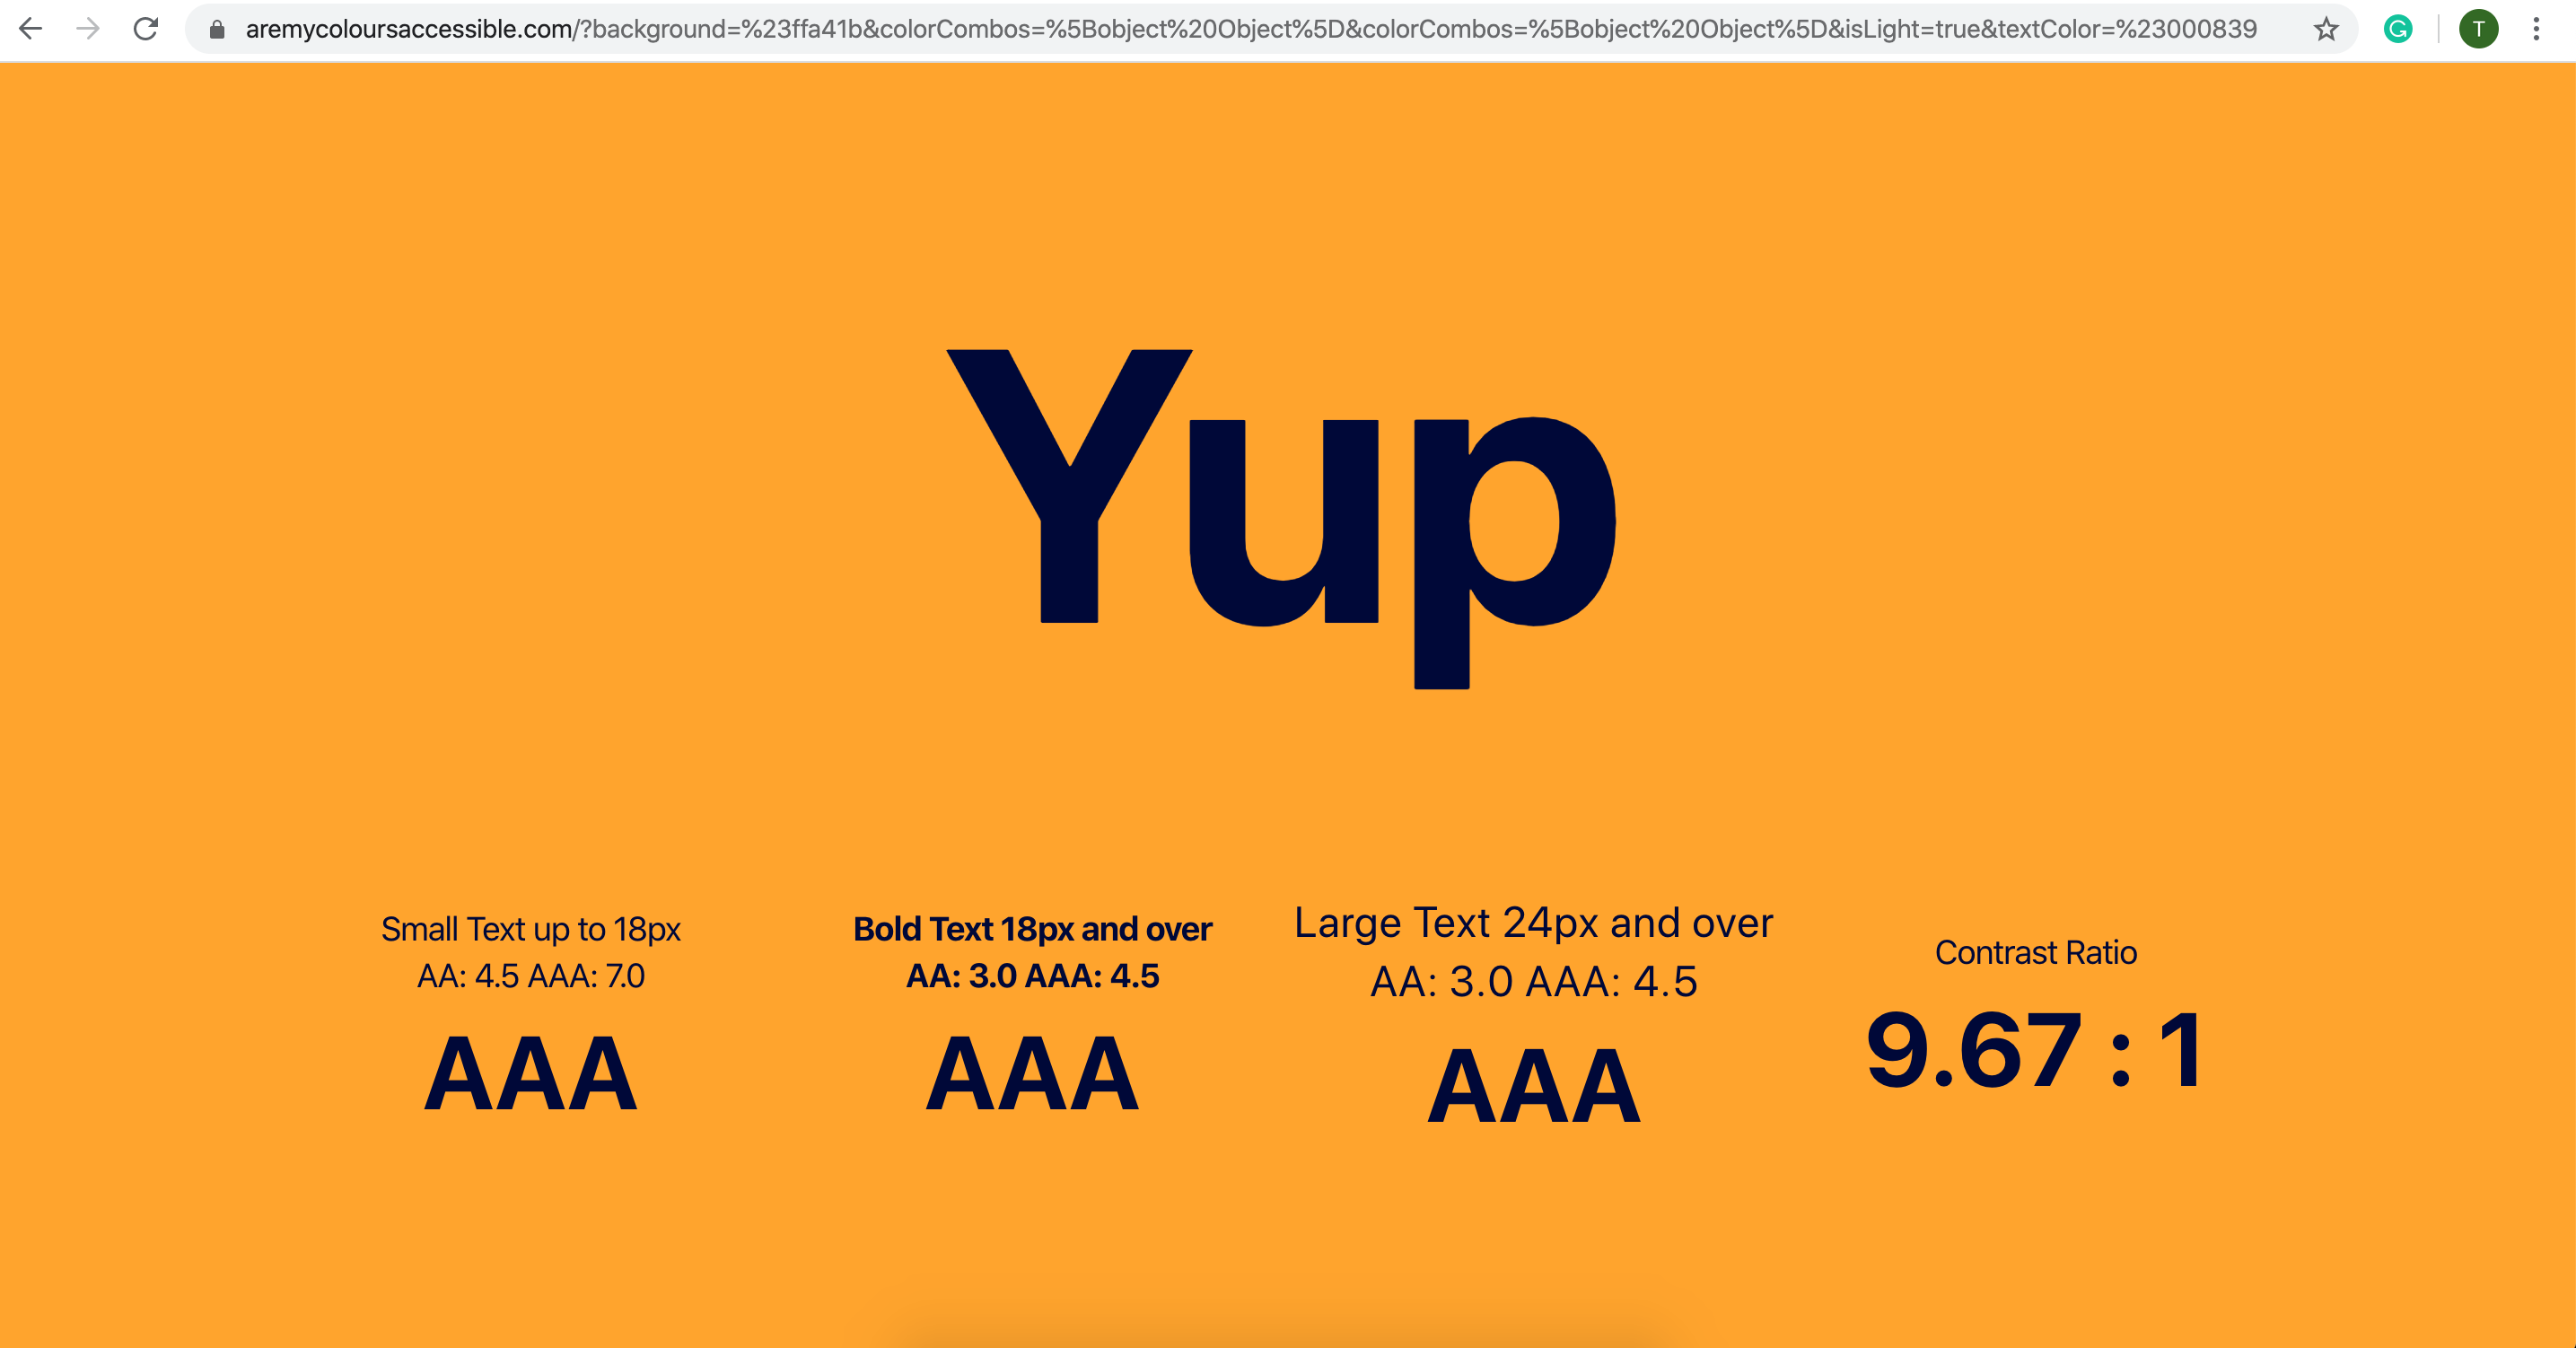 aremycoloursaccessible.com/?background=%23ffa41b&colorCombos=%5Bobject%20Object%5D&colorCombos=%5Bobject%20Object%5D&isLight=true&textColor=%23000839
T
Yup
Small Text up to 18px
AA: 4.5 AAA: 7.0
AAA
Bold Text 18px and over
AA: 3.0 AAA: 4.5
AAA
Large Text 24px and over
AA: 3.0 AAA: 4.5
AAA
Contrast Ratio
9.67 : 1